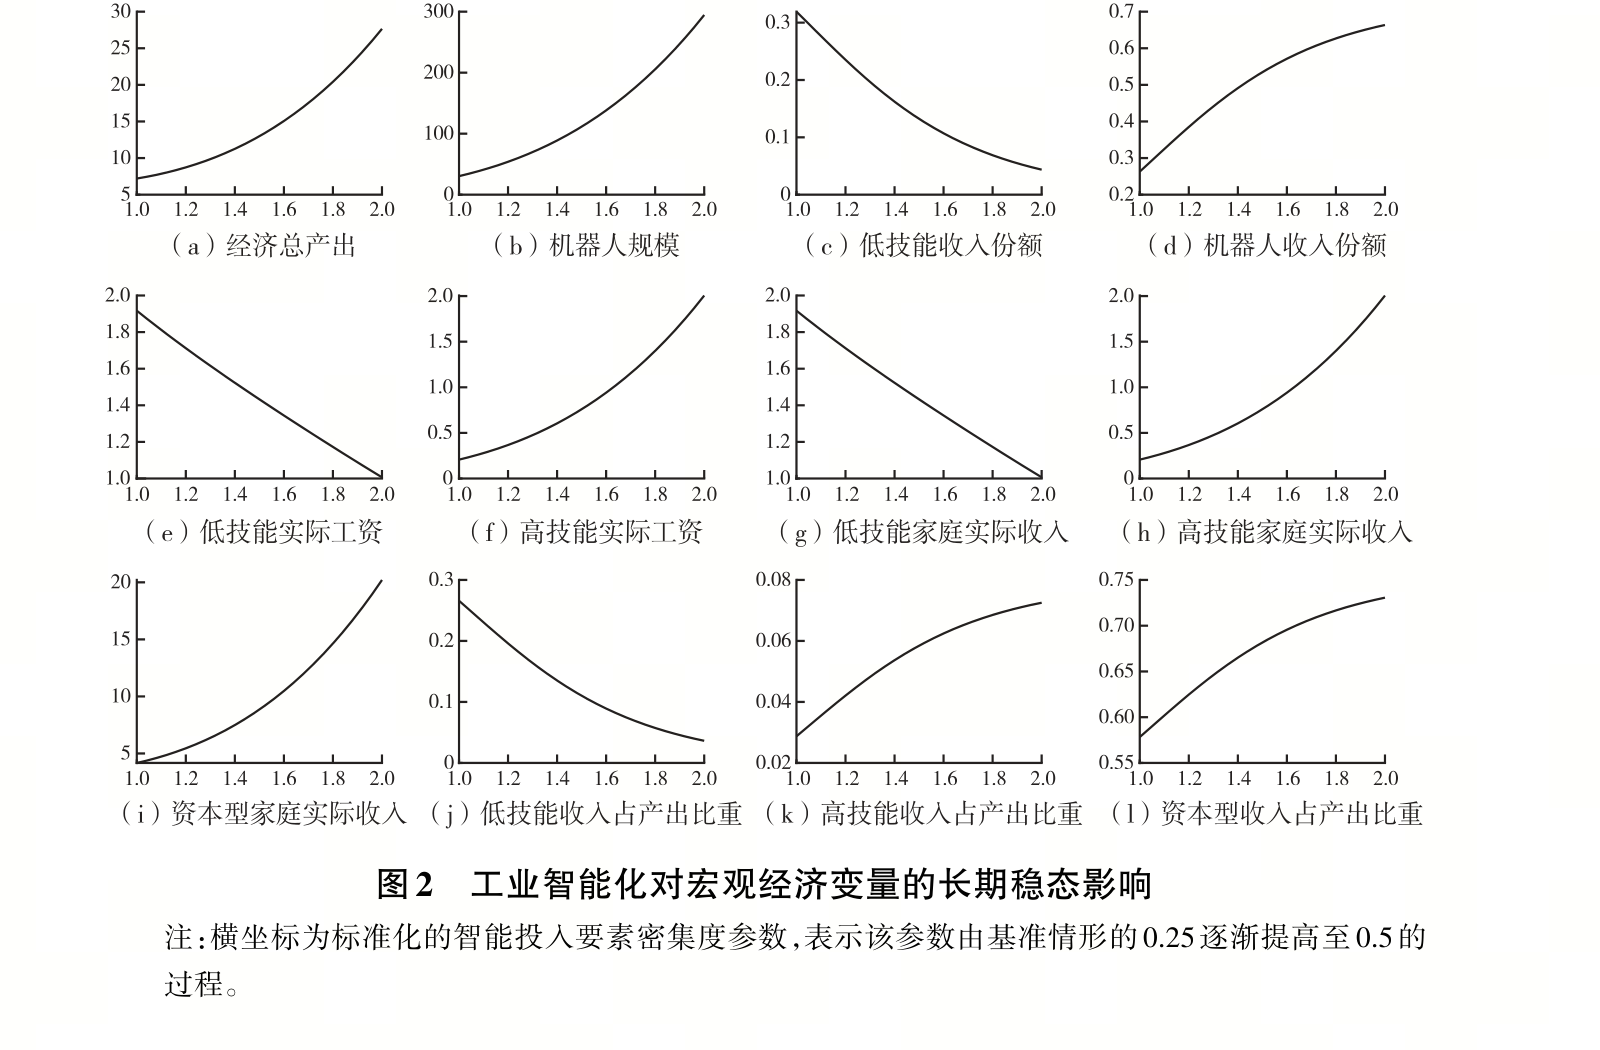 30 25 20 15 10 5
1.0 1.2 1.4 1.6 1.8 2.0
（a）经济总产出
300 200 100 0
1.0 1.2 1.4 1.6 1.8 2.0
（b）机器人规模
0.3 0.2 0.1 0
1.0 1.2 1.4 1.6 1.8 2.0
（c）低技能收入份额
0.7 0.6 0.5 0.4 0.3 0.2
1.0 1.2 1.4 1.6 1.8 2.0
（d）机器人收入份额
2.0 1.8 1.6 1.4 1.2 1.0
1.0 1.2 1.4 1.6 1.8 2.0
（e）低技能实际工资
2.0 1.5 1.0 0.5 0
1.0 1.2 1.4 1.6 1.8 2.0
（f）高技能实际工资
2.0 1.8 1.6 1.4 1.2 1.0
1.0 1.2 1.4 1.6 1.8 2.0
（g）低技能家庭实际收入
2.0 1.5 1.0 0.5 0
1.0 1.2 1.4 1.6 1.8 2.0
（h）高技能家庭实际收入
20 15 10 5
1.0 1.2 1.4 1.6 1.8 2.0
（i）资本型家庭实际收入
0.3 0.2 0.1 0
1.0 1.2 1.4 1.6 1.8 2.0
（j）低技能收入占产出比重
0.08 0.06 0.04 0.02
1.0 1.2 1.4 1.6 1.8 2.0
（k）高技能收入占产出比重
0.75 0.70 0.65 0.60 0.55
1.0 1.2 1.4 1.6 1.8 2.0
（l）资本型收入占产出比重
图2 工业智能化对宏观经济变量的长期稳态影响
注：横坐标为标准化的智能投入要素密集度参数，表示该参数由基准情形的0.25逐渐提高至0.5的
过程。